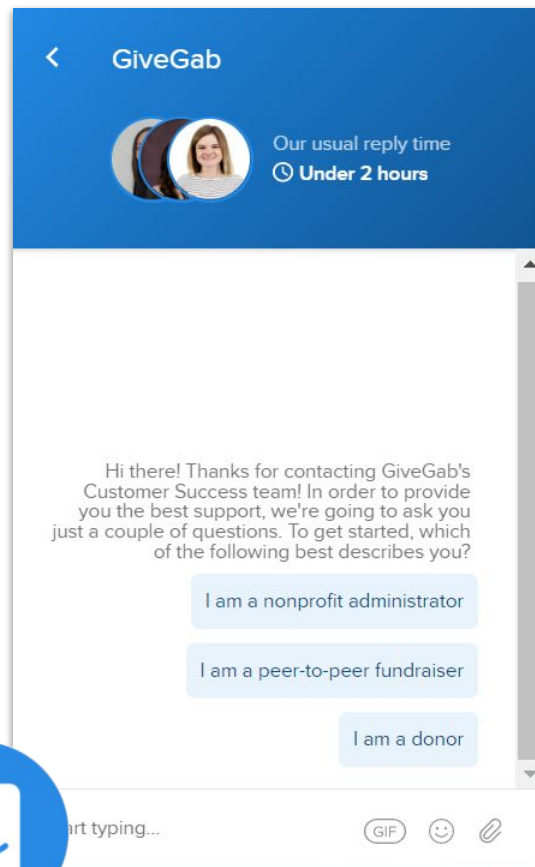 GiveGab
Our usual reply time
Under 2 hours
Hi there! Thanks for contacting GiveGab's
Customer Success team! In order to provide
you the best support, we're going to ask you
just a couple of questions. To get started, which
of the following best describes you?
I am a nonprofit administrator
I am a peer-to-peer fundraiser
I am a donor
typing...
GIF